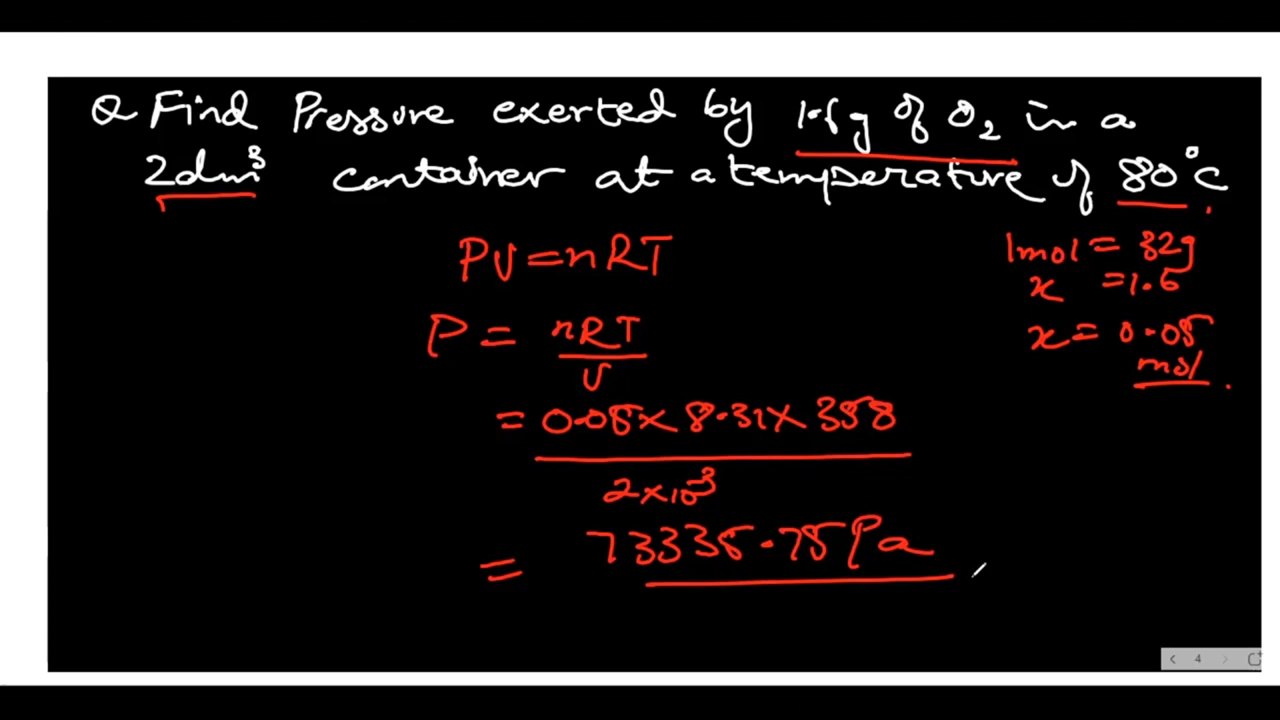 Q Find Pressure exerted by 1.6g of O₂ in a
2dm³ container at a temperature of 80°C.
PV = nRT
P = nRT / V
= 0.05 × 8.31 × 353
2 × 10⁻³
= 73335.75 Pa
1mol = 32g
x = 1.6
x = 0.05
mol.
4